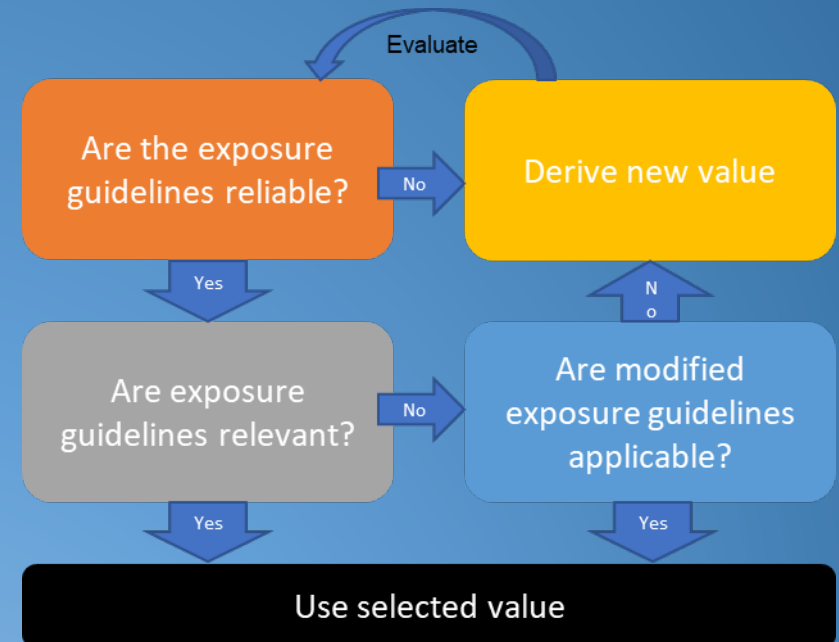 Evaluate
Are the exposure
guidelines reliable?
No
Derive new value
Yes
N
o
Are exposure
guidelines relevant?
No
Are modified
exposure guidelines
applicable?
Yes
Yes
Use selected value